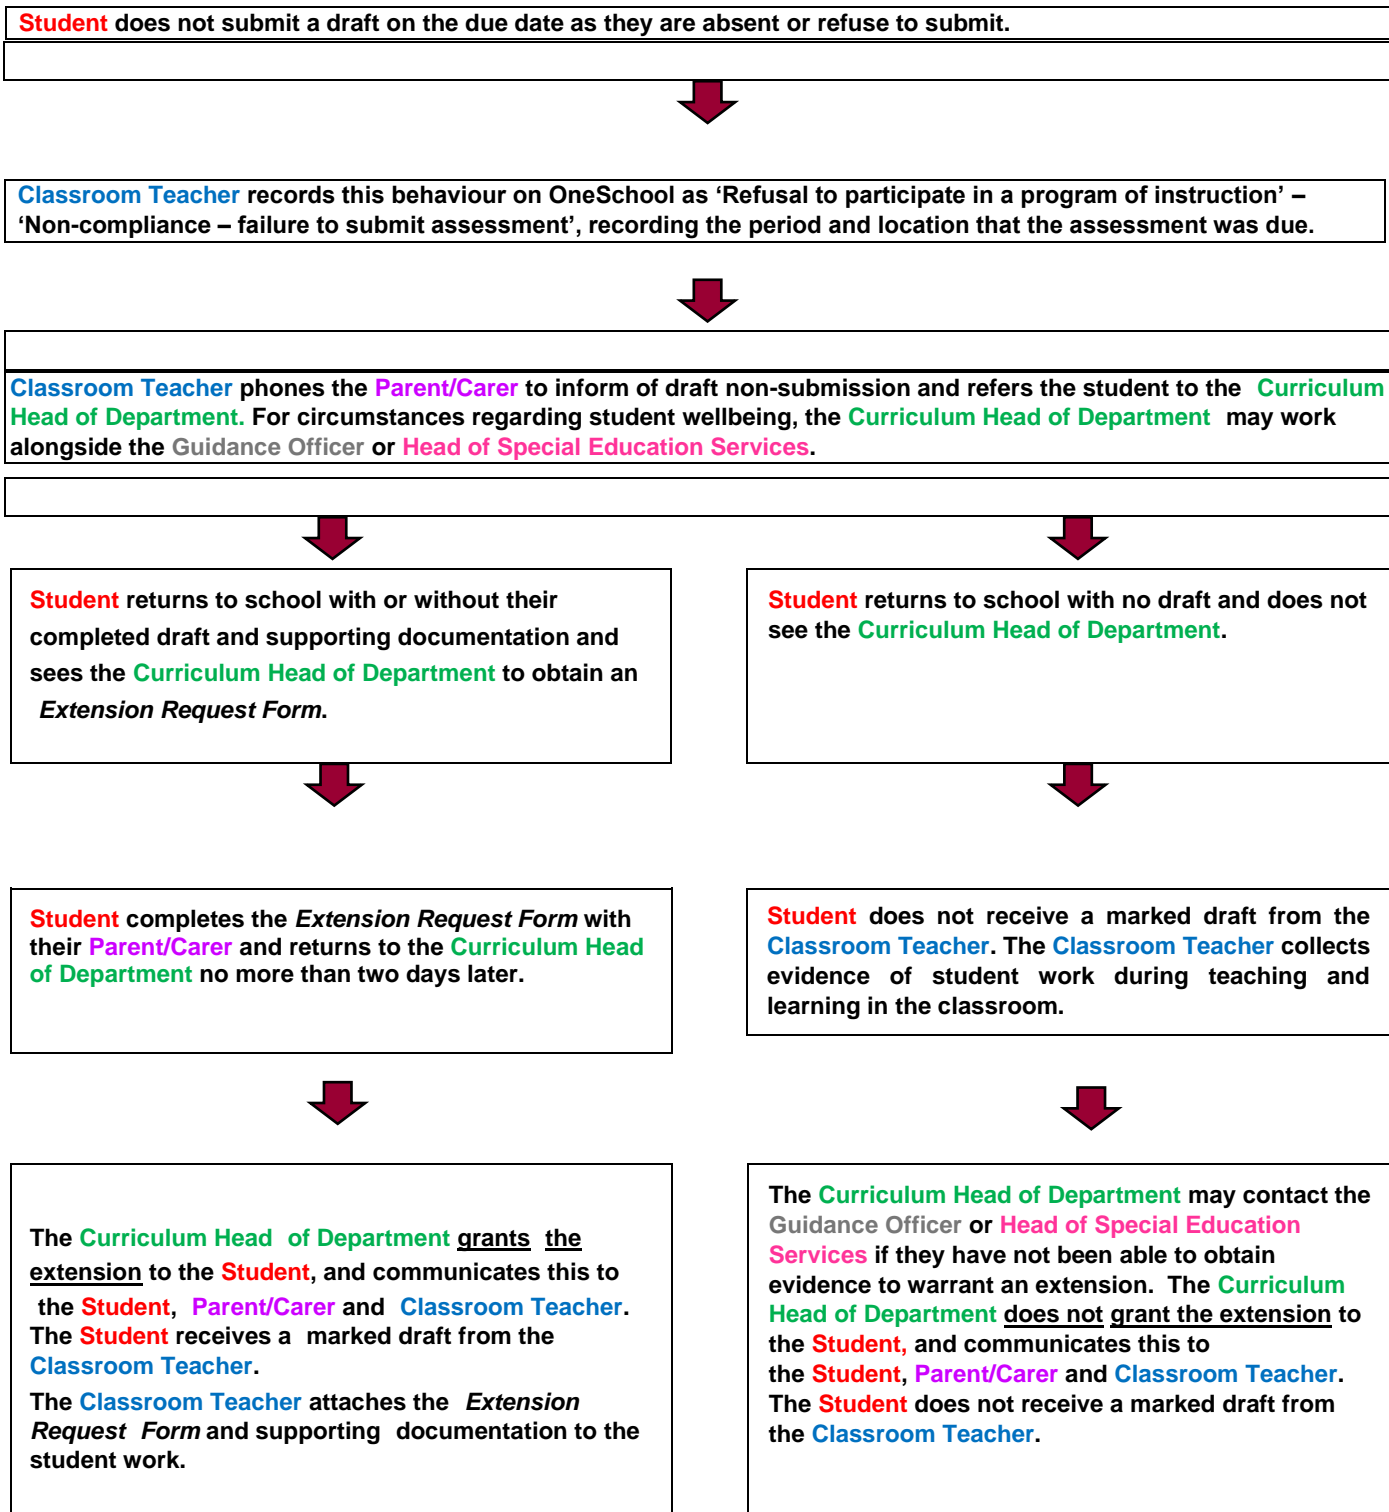 Student does not submit a draft on the due date as they are absent or refuse to submit.
Classroom Teacher records this behaviour on OneSchool as ‘Refusal to participate in a program of instruction’ –
‘Non-compliance – failure to submit assessment’, recording the period and location that the assessment was due.
Classroom Teacher phones the Parent/Carer to inform of draft non-submission and refers the student to the Curriculum
Head of Department. For circumstances regarding student wellbeing, the Curriculum Head of Department may work
alongside the Guidance Officer or Head of Special Education Services.
Student returns to school with or without their
completed draft and supporting documentation and
sees the Curriculum Head of Department to obtain an
Extension Request Form.
Student returns to school with no draft and does not
see the Curriculum Head of Department.
Student completes the Extension Request Form with
their Parent/Carer and returns to the Curriculum Head
of Department no more than two days later.
Student does not receive a marked draft from the
Classroom Teacher. The Classroom Teacher collects
evidence of student work during teaching and
learning in the classroom.
The Curriculum Head of Department grants the
extension to the Student, and communicates this to
the Student, Parent/Carer and Classroom Teacher.
The Student receives a marked draft from the
Classroom Teacher.
The Classroom Teacher attaches the Extension
Request Form and supporting documentation to the
student work.
The Curriculum Head of Department may contact the
Guidance Officer or Head of Special Education
Services if they have not been able to obtain
evidence to warrant an extension. The Curriculum
Head of Department does not grant the extension to
the Student, and communicates this to
the Student, Parent/Carer and Classroom Teacher.
The Student does not receive a marked draft from
the Classroom Teacher.